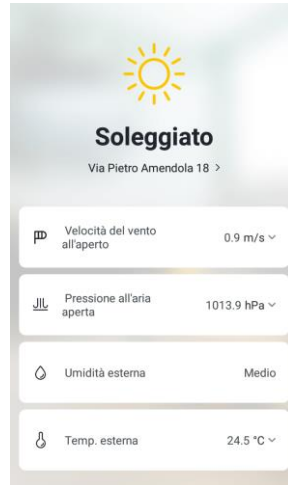 Soleggiato
Via Pietro Amendola 18 >
Velocità del vento
all'aperto
0.9 m/s
Pressione all'aria
aperta
1013.9 hPa
Umidità esterna
Medio
Temp. esterna
24.5 °C